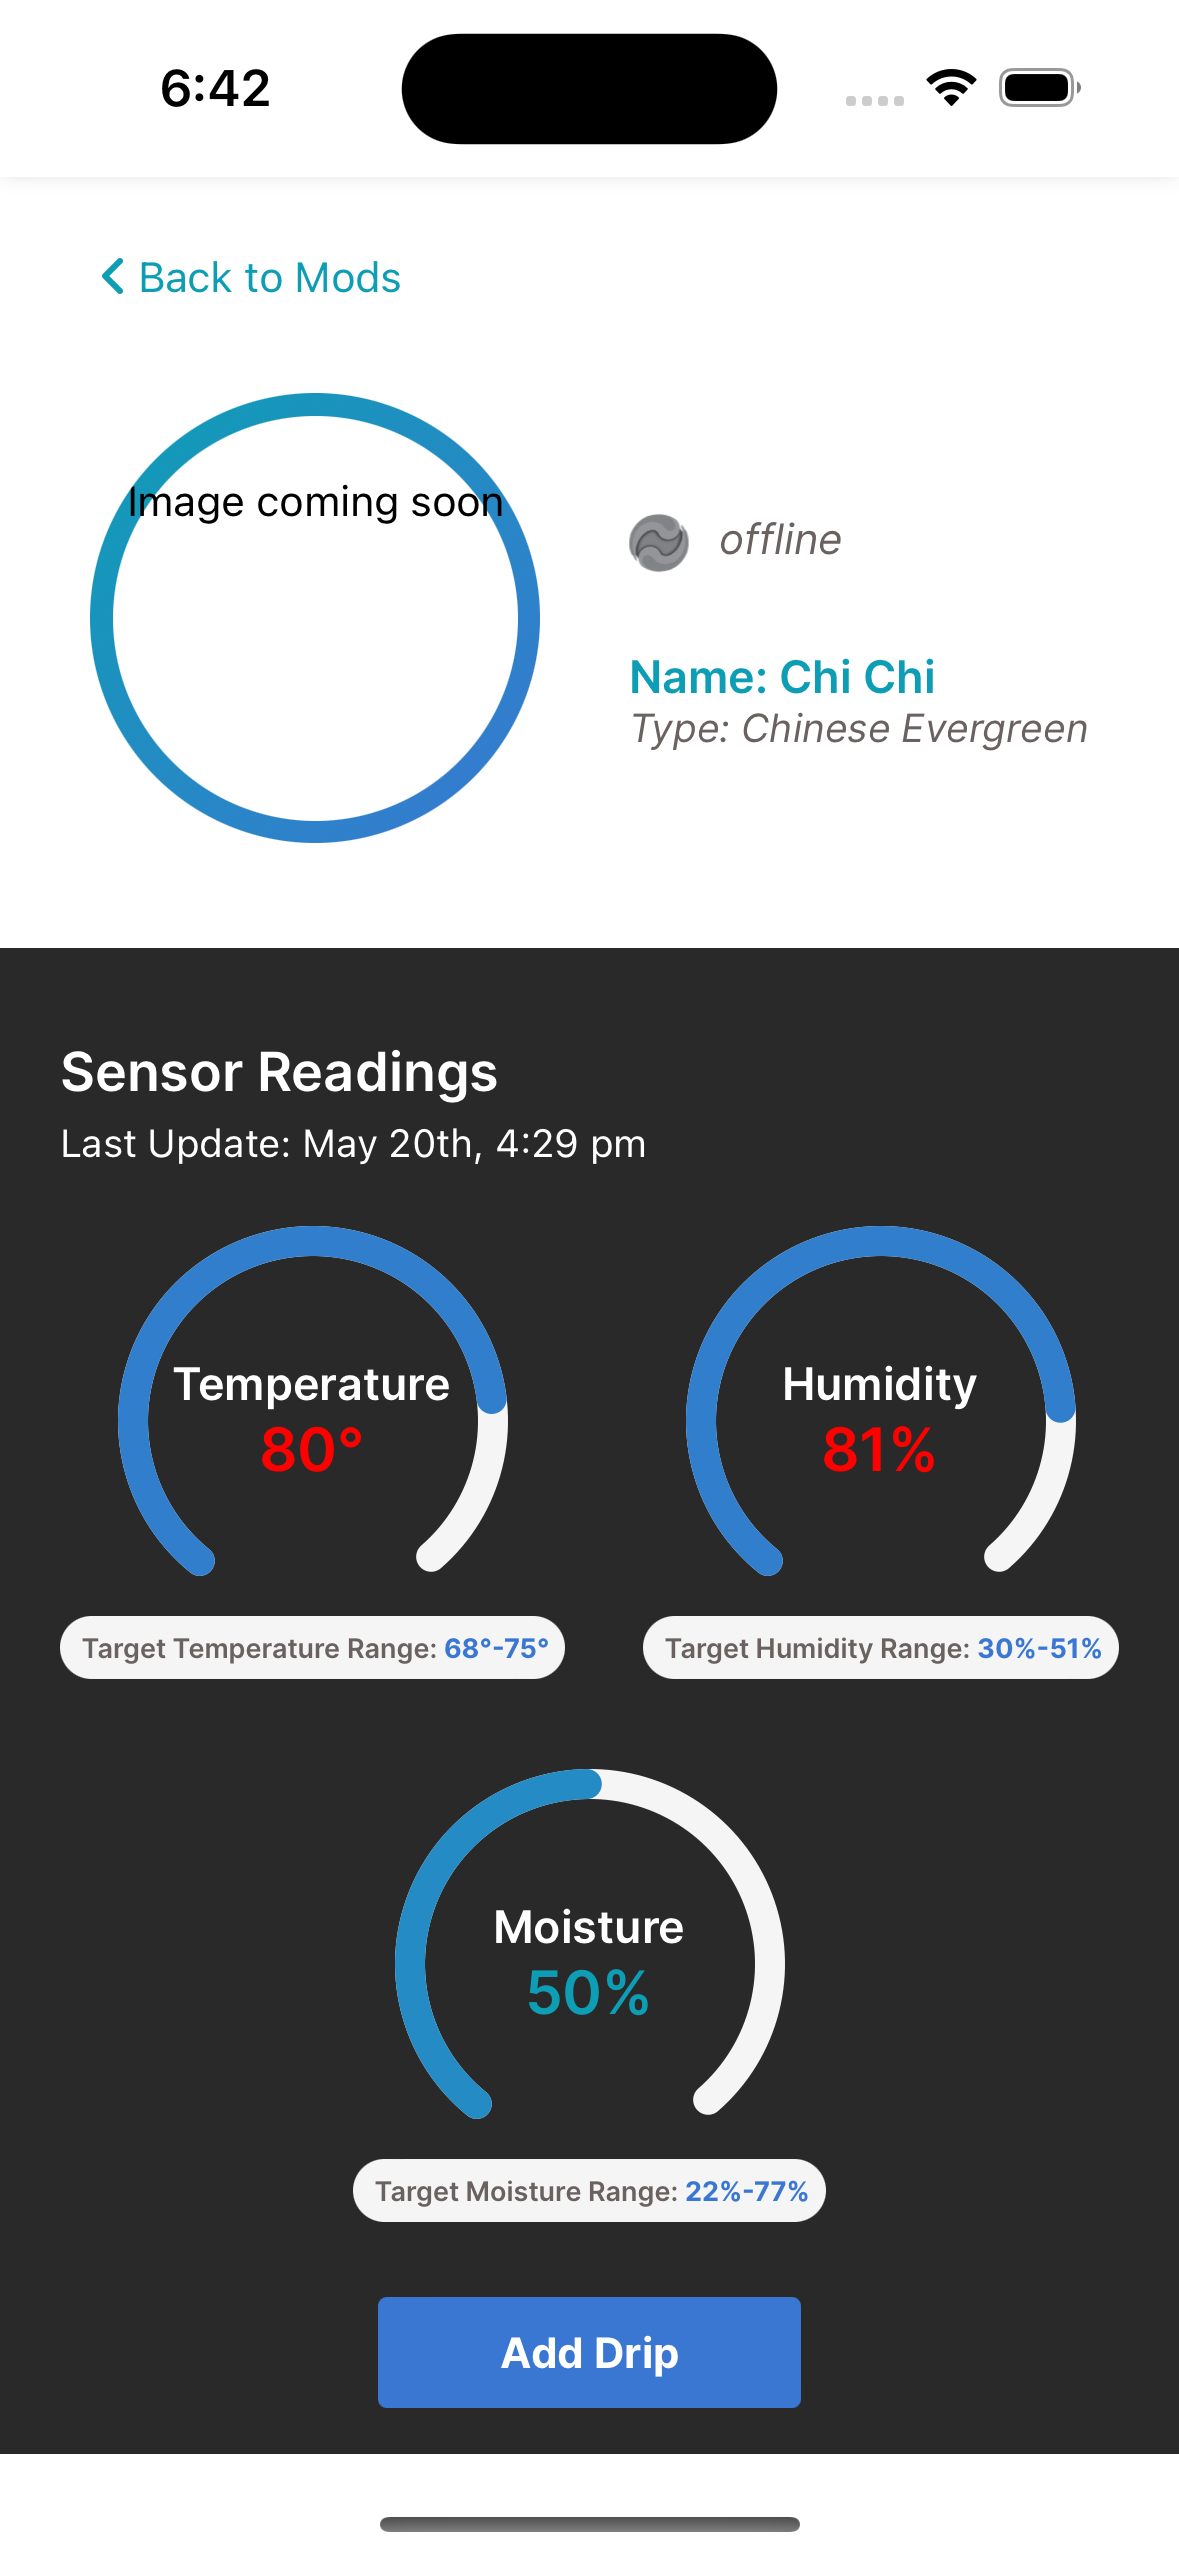 6:42
Back to Mods
Image coming soon
offline
Name: Chi Chi
Type: Chinese Evergreen
Sensor Readings
Last Update: May 20th, 4:29 pm
Temperature
80°
Humidity
81%
Target Temperature Range: 68°-75°
Target Humidity Range: 30%-51%
Moisture
50%
Target Moisture Range: 22%-77%
Add Drip